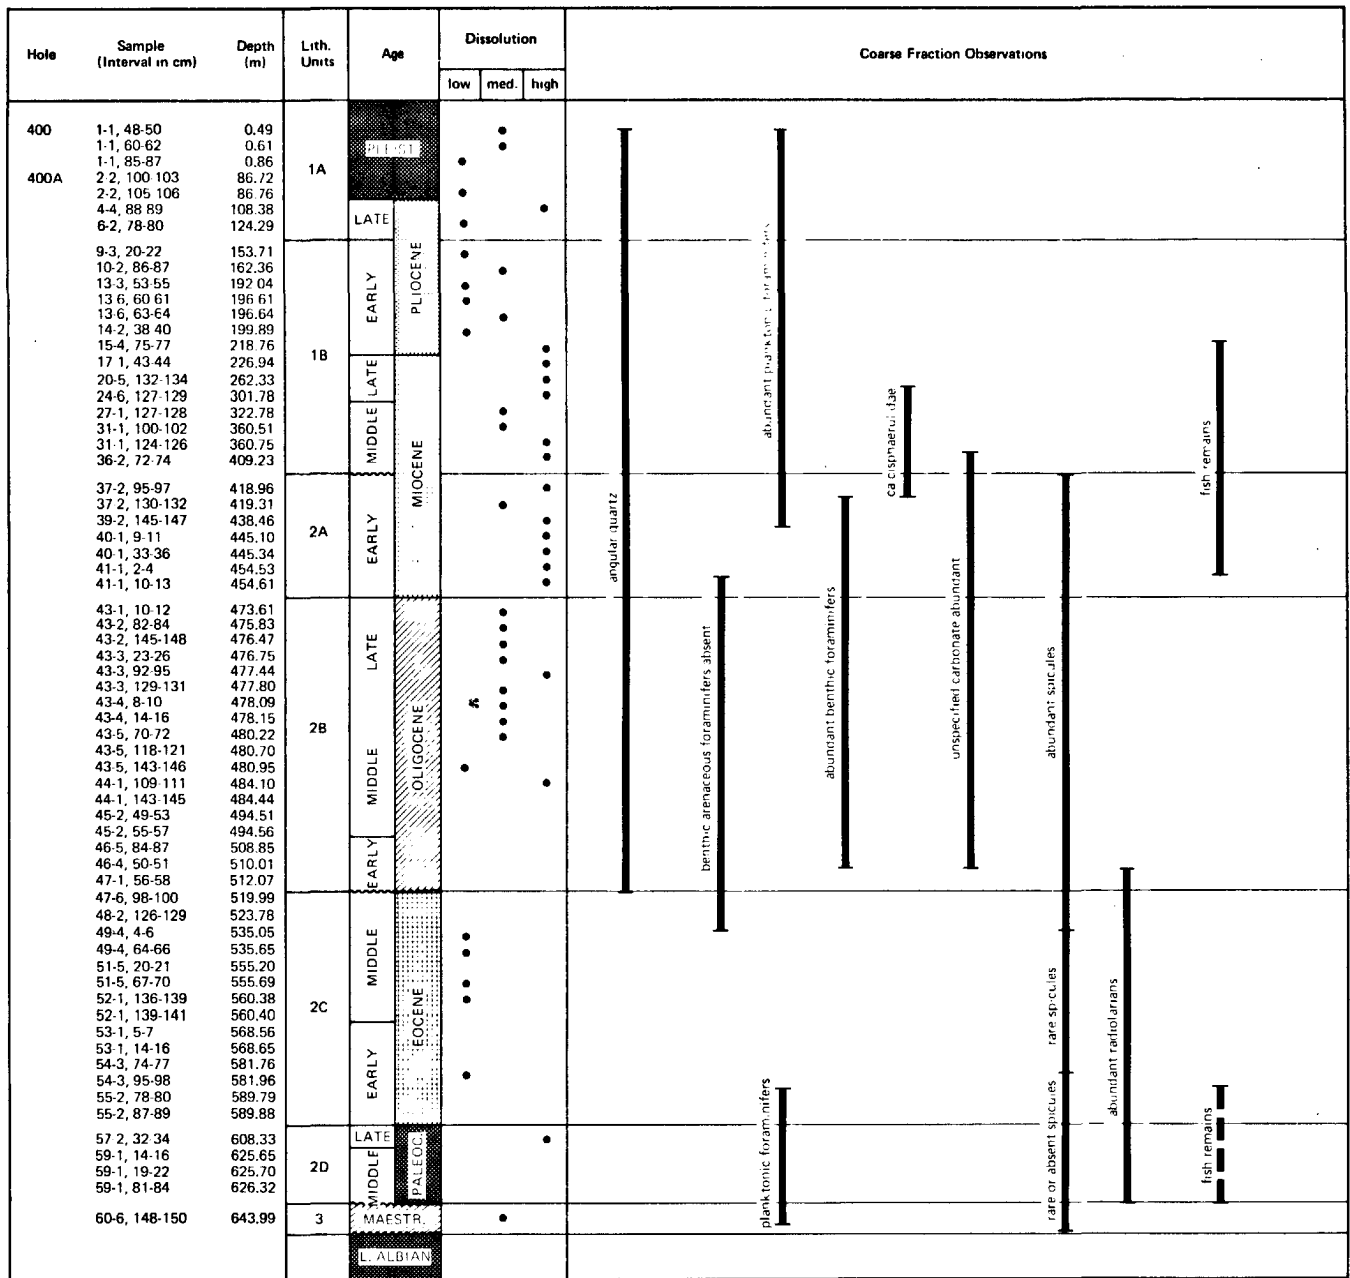 Hole Sample (Interval in cm) Depth (m) Lith. Units Age Dissolution Coarse Fraction Observations
low med. high
400 1-1, 48-50 0.49
1-1, 60-62 0.61
1-1, 85-87 0.86
400A 2-2, 100-103 86.72
2-2, 105 106 86.76
4-4, 88 89 108.38
6-2, 78-80 124.29
9-3, 20-22 153.71
10-2, 86-87 162.36
13-3, 53-55 192 04
13 6, 60 61 196 61
13-6, 63-64 196.64
14-2, 38 40 199.89
15-4, 75-77 218.76
17 1, 43-44 226.94
20-5, 132-134 262.33
24-6, 127-129 301.78
27-1, 127-128 322.78
31-1, 100-102 360.51
31-1, 124-126 360.75
36-2, 72-74 409.23
37-2, 95-97 418.96
37 2, 130-132 419.31
39-2, 145-147 438.46
40-1, 9-11 445.10
40-1, 33-36 445.34
41-1, 2-4 454.53
41-1, 10-13 454.61
43-1, 10-12 473.61
43-2, 82-84 475.83
43-2, 145-148 476.47
43-3, 23-26 476.75
43-3, 92-95 477.44
43-3, 129-131 477.80
43-4, 8-10 478.09
43-4, 14-16 478.15
43-5, 70-72 480.22
43-5, 118-121 480.70
43-5, 143-146 480.95
44-1, 109-111 484.10
44-1, 143-145 484.44
45-2, 49-53 494.51
45-2, 55-57 494.56
46-5, 84-87 508.85
46-4, 50-51 510.01
47-1, 56-58 512.07
47-6, 98-100 519.99
48-2, 126-129 523.78
49-4, 4-6 535.05
49-4, 64-66 535.65
51-5, 20-21 555.20
51-5, 67-70 555.69
52-1, 136-139 560.38
52-1, 139-141 560.40
53-1, 5-7 568.56
53-1, 14-16 568.65
54-3, 74-77 581.76
54-3, 95-98 581.96
55-2, 78-80 589.79
55-2, 87-89 589.88
57 2, 32-34 608.33
59-1, 14-16 625.65
59-1, 19-22 625.70
59-1, 81-84 626.32
60-6, 148-150 643.99
1A
1B
2A
2B
2C
2D
3
PLEIST.
LATE
EARLY
PLIOCENE
LATE
MIDDLE
EARLY
MIOCENE
LATE
MIDDLE
EARLY
OLIGOCENE
MIDDLE
EARLY
EOCENE
LATE
MIDDLE
PALEOC.
MAESTR.
L. ALBIAN
angular quartz
benthic arenaceous foraminifers absent
abundant planktonic foraminifers
planktonic foraminifers
abundant benthic foraminifers
calcisphaerulidae
unspecified carbonate abundant
abundant spicules
rare spicules
rare or absent spicules
abundant radiolarians
fish remains
fish remains